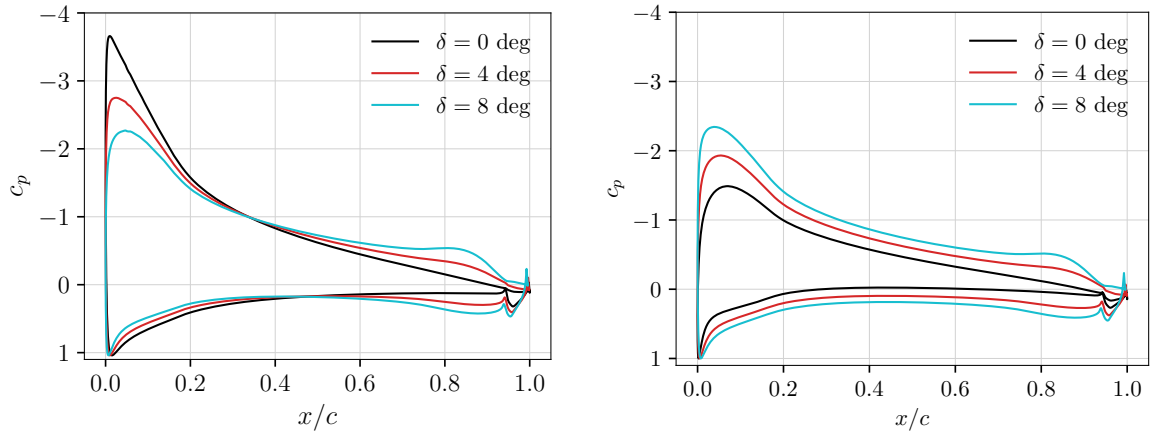 −4
−3
−2
−1
0
1
c_p
0.0 0.2 0.4 0.6 0.8 1.0
x/c
δ = 0 deg
δ = 4 deg
δ = 8 deg
−4
−3
−2
−1
0
1
c_p
0.0 0.2 0.4 0.6 0.8 1.0
x/c
δ = 0 deg
δ = 4 deg
δ = 8 deg